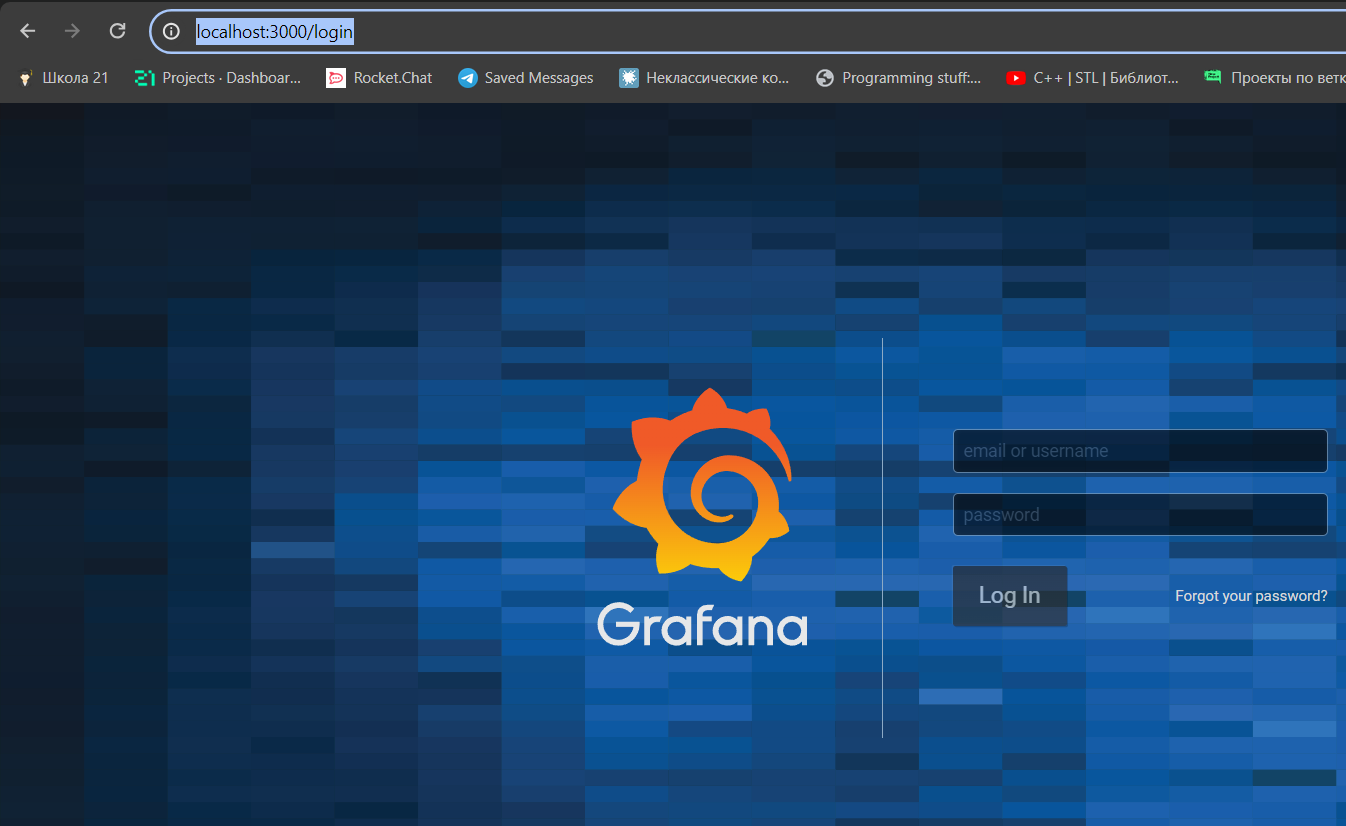 localhost:3000/login
Школа 21
Projects · Dashboar...
Rocket.Chat
Saved Messages
Неклассические ко...
Programming stuff:...
C++ | STL | Библиот...
Проекты по ветк
email or username
password
Log In
Forgot your password?
Grafana